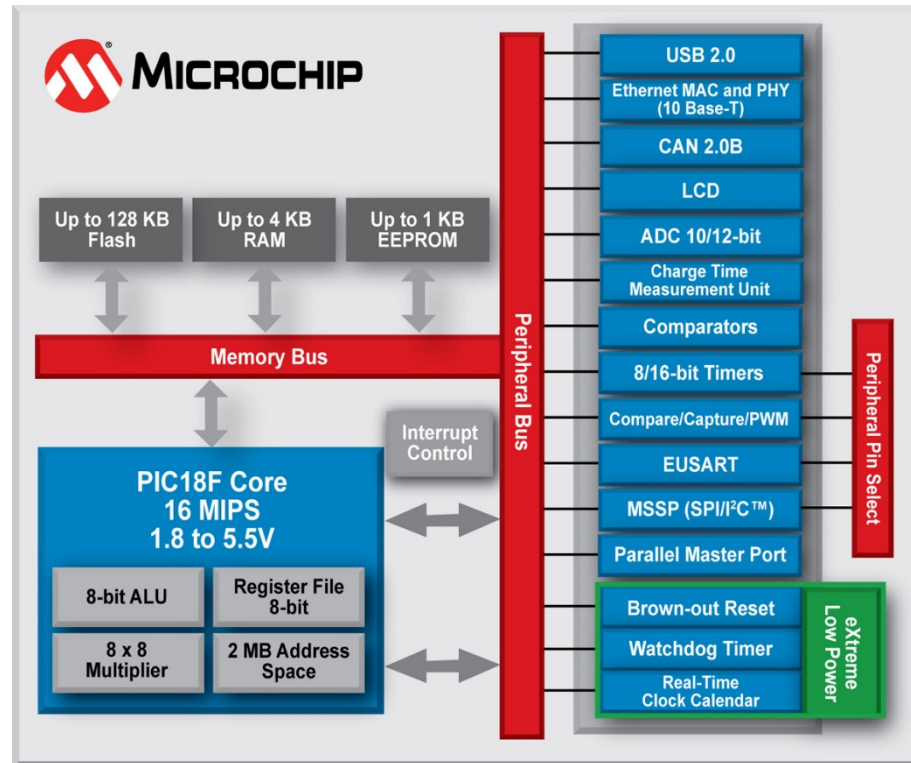 MICROCHIP
®
Up to 128 KB
Flash
Up to 4 KB
RAM
Up to 1 KB
EEPROM
Memory Bus
Interrupt
Control
PIC18F Core
16 MIPS
1.8 to 5.5V
8-bit ALU
Register File
8-bit
8 x 8
Multiplier
2 MB Address
Space
Peripheral Bus
USB 2.0
Ethernet MAC and PHY
(10 Base-T)
CAN 2.0B
LCD
ADC 10/12-bit
Charge Time
Measurement Unit
Comparators
8/16-bit Timers
Compare/Capture/PWM
EUSART
MSSP (SPI/I²C™)
Parallel Master Port
Brown-out Reset
Watchdog Timer
Real-Time
Clock Calendar
eXtreme
Low Power
Peripheral Pin Select